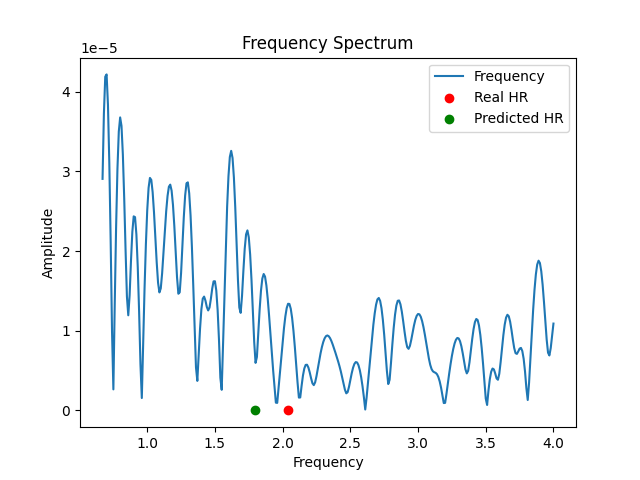 Frequency Spectrum
1e−5
Frequency
Real HR
Predicted HR
4
3
2
1
0
Amplitude
1.0 1.5 2.0 2.5 3.0 3.5 4.0
Frequency